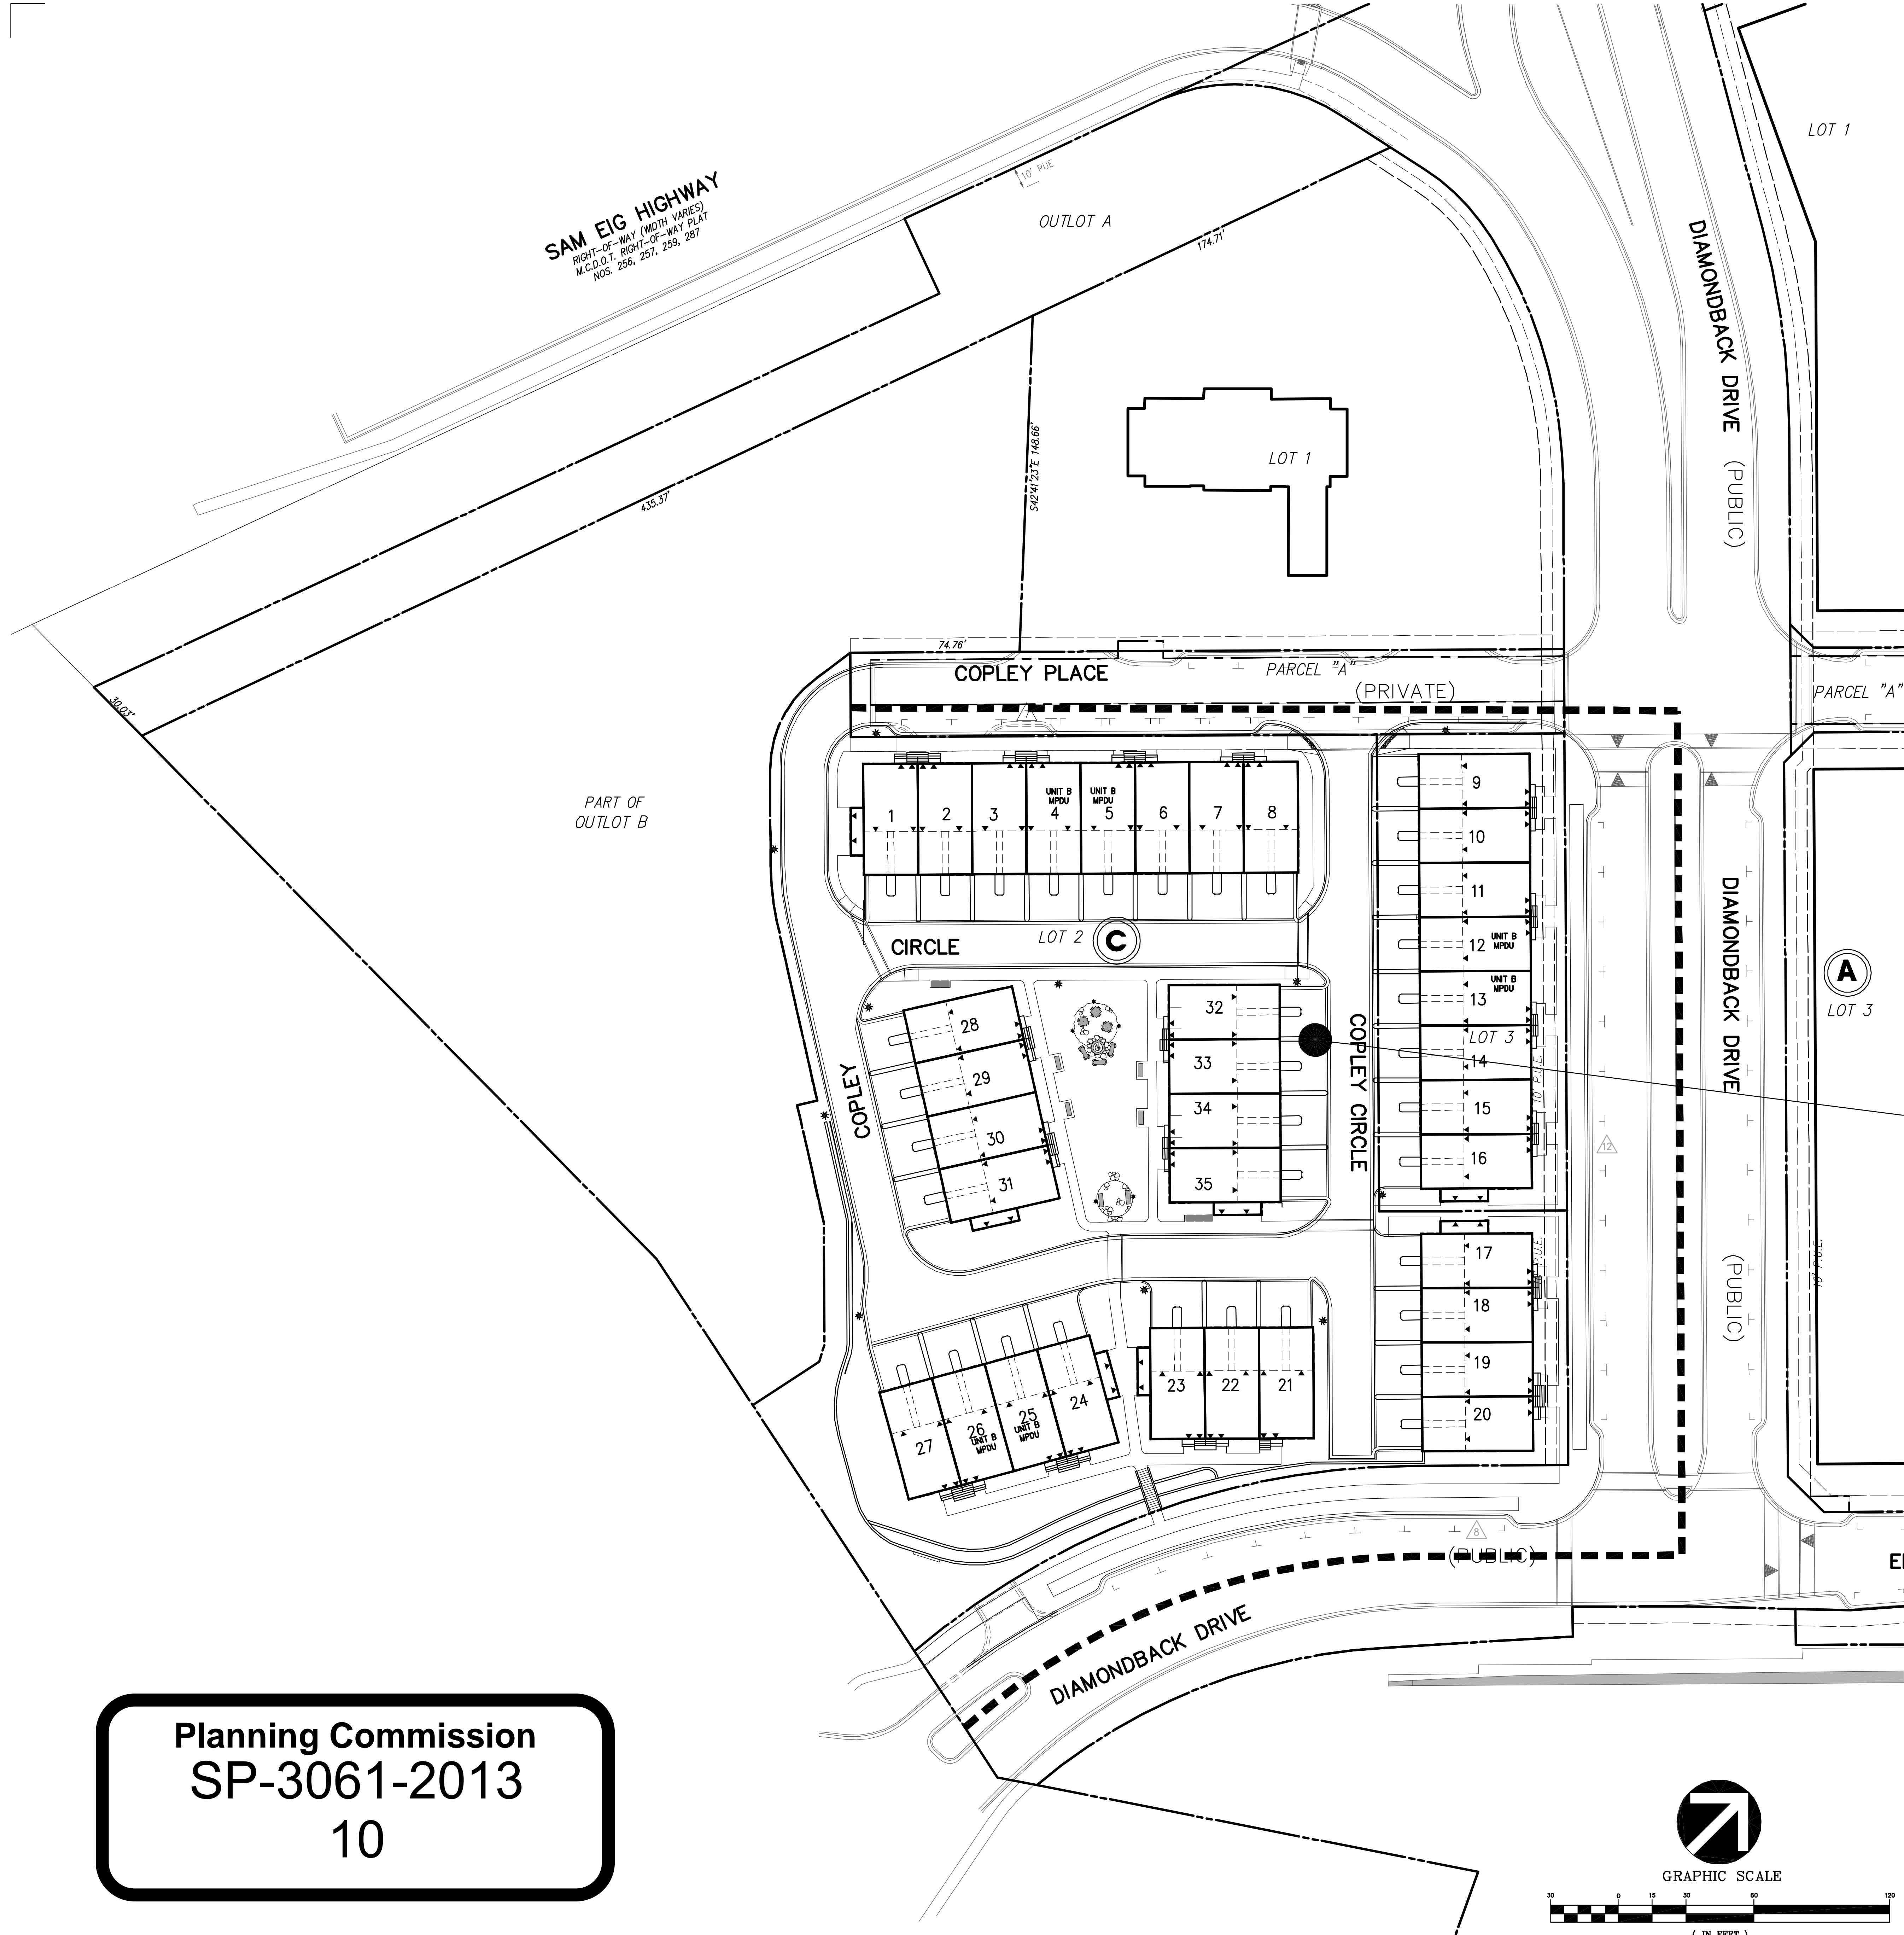 LOT 1
SAM EIG HIGHWAY
RIGHT-OF-WAY (WIDTH VARIES)
M.C.D.O.T. RIGHT-OF-WAY PLAT
NOS. 256, 257, 259, 287
10' PUE
OUTLOT A
174.71'
DIAMONDBACK DRIVE
(PUBLIC)
S42°41'23"E 148.66'
LOT 1
435.37'
30.03'
74.76'
COPLEY PLACE
PARCEL "A"
(PRIVATE)
PARCEL "A"
PART OF
OUTLOT B
1
2
3
UNIT B
MPDU
4
UNIT B
MPDU
5
6
7
8
9
10
11
12
UNIT B
MPDU
UNIT B
MPDU
13
LOT 3
14
10' P.U.E.
15
16
CIRCLE
LOT 2
C
DIAMONDBACK DRIVE
(PUBLIC)
A
LOT 3
10' P.U.E.
12
28
29
30
31
32
33
34
35
COPLEY
COPLEY CIRCLE
17
P.U.E.
18
19
20
21
22
23
24
25
UNIT B
MPDU
26
UNIT B
MPDU
27
8
(PUBLIC)
DIAMONDBACK DRIVE
Planning Commission
SP-3061-2013
10
GRAPHIC SCALE
30 0 15 30 60 120
( IN FEET )